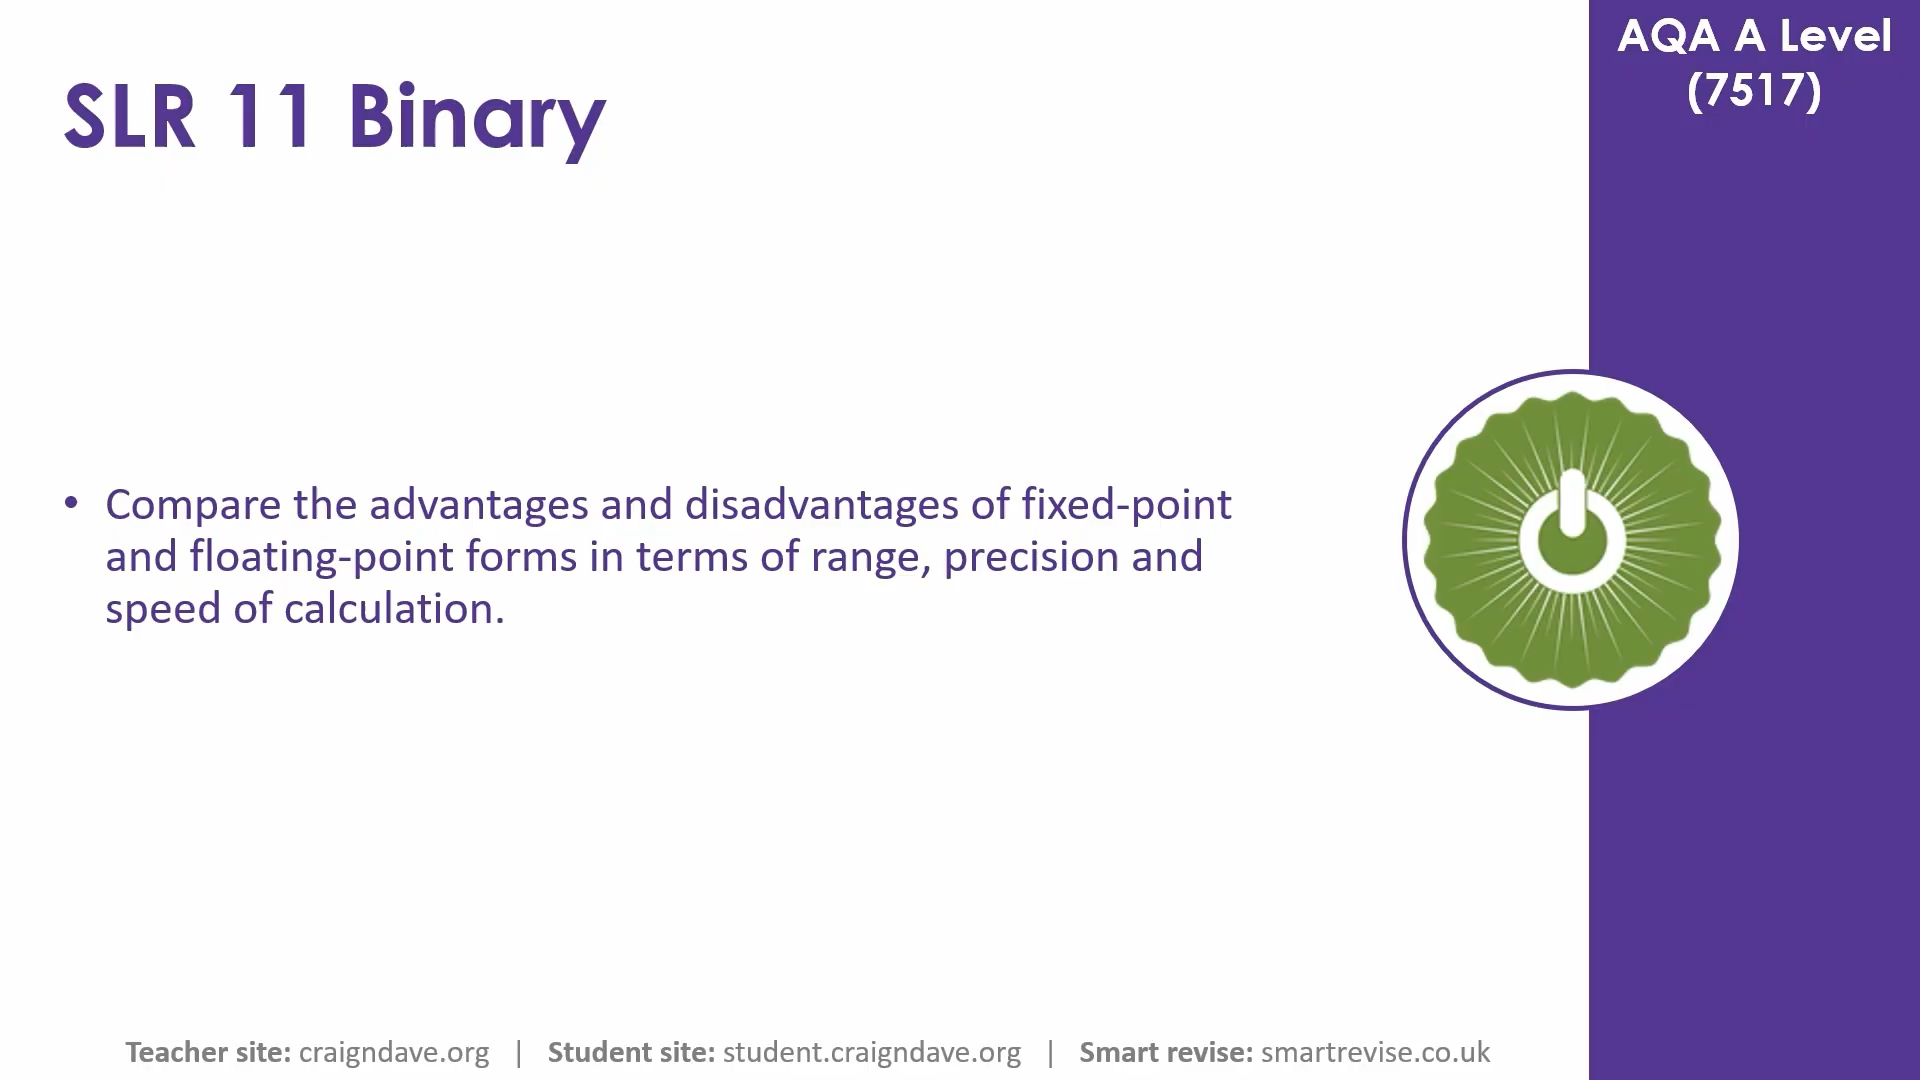 AQA A Level
(7517)
SLR 11 Binary
• Compare the advantages and disadvantages of fixed-point
and floating-point forms in terms of range, precision and
speed of calculation.
Teacher site: craigndave.org | Student site: student.craigndave.org | Smart revise: smartrevise.co.uk